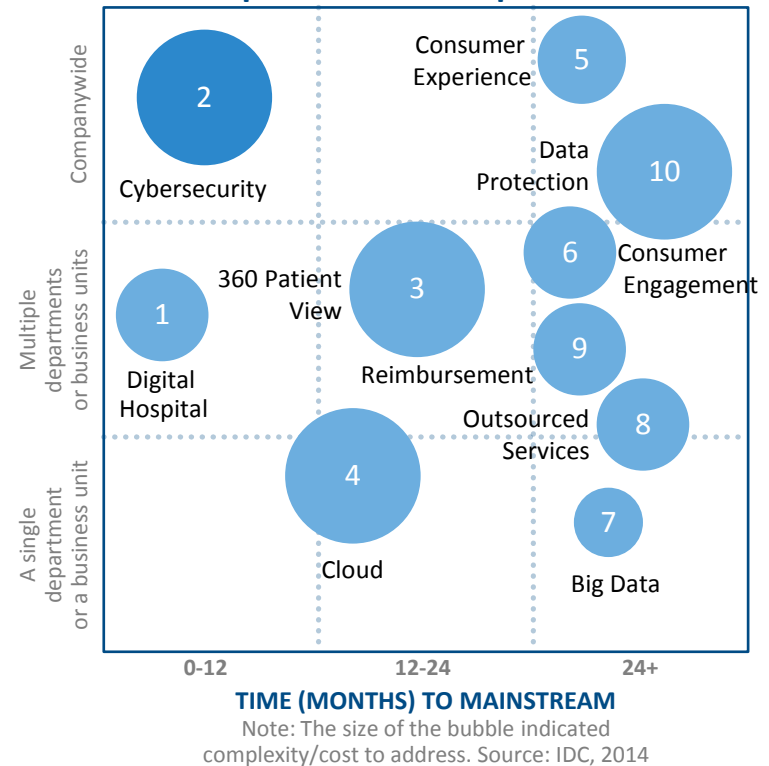 Companywide
Multiple
departments
or business units
A single
department
or a business unit
2
Cybersecurity
Consumer
Experience
5
Data
Protection
10
6
Consumer
Engagement
1
Digital
Hospital
360 Patient
View
3
Reimbursement
9
Outsourced
Services
8
4
Cloud
7
Big Data
0-12
12-24
24+
TIME (MONTHS) TO MAINSTREAM
Note: The size of the bubble indicated
complexity/cost to address. Source: IDC, 2014